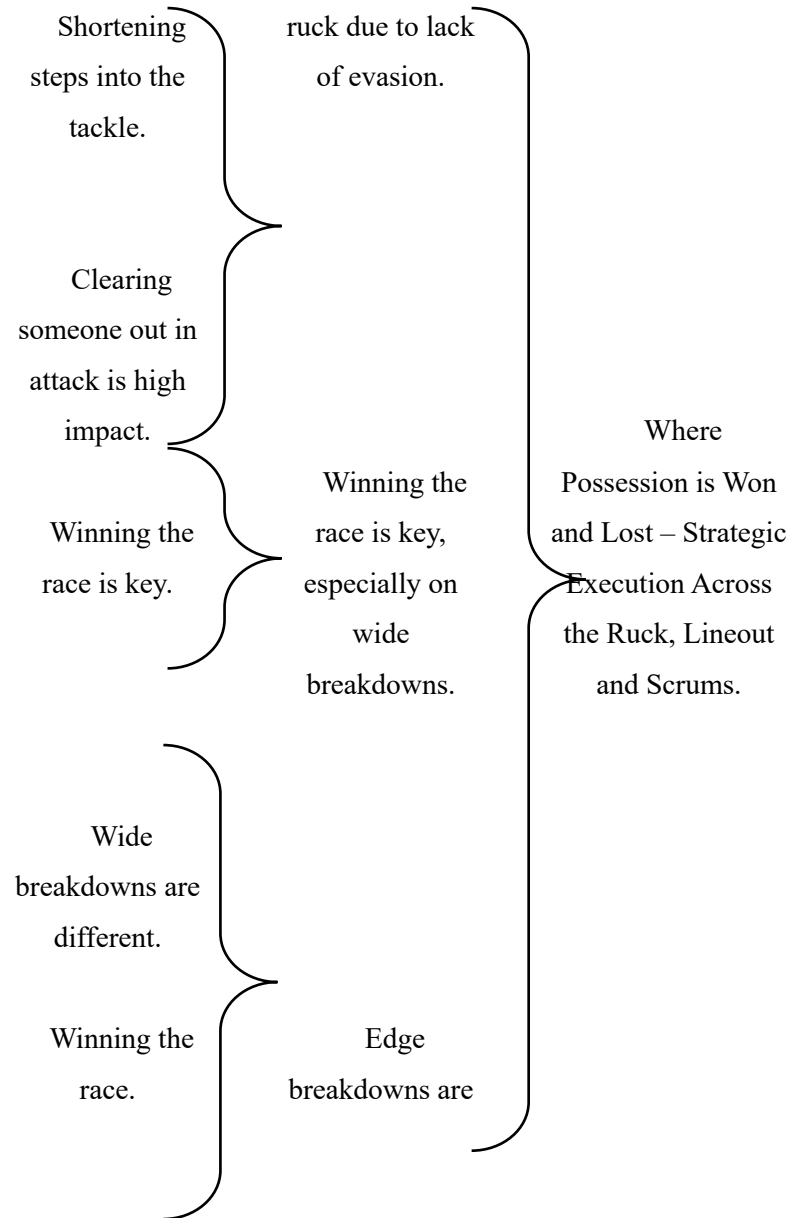 Shortening
steps into the
tackle.
Clearing
someone out in
attack is high
impact.
Winning the
race is key.
Wide
breakdowns are
different.
Winning the
race.
ruck due to lack
of evasion.
Winning the
race is key,
especially on
wide
breakdowns.
Edge
breakdowns are
Where
Possession is Won
and Lost – Strategic
Execution Across
the Ruck, Lineout
and Scrums.